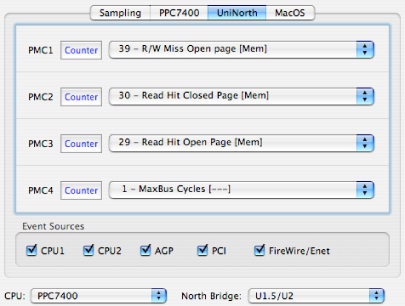 Sampling PPC7400 UniNorth MacOS
PMC1 Counter 39 - R/W Miss Open page [Mem]
PMC2 Counter 30 - Read Hit Closed Page [Mem]
PMC3 Counter 29 - Read Hit Open Page [Mem]
PMC4 Counter 1 - MaxBus Cycles [---]
Event Sources
CPU1 CPU2 AGP PCI FireWire/Enet
CPU: PPC7400 North Bridge: U1.5/U2